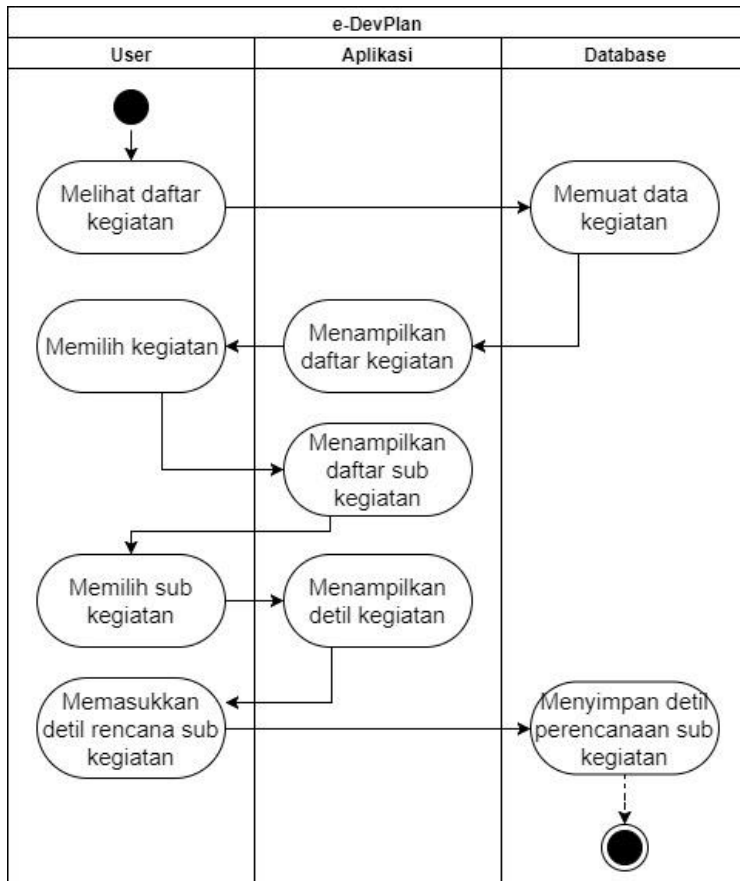 e-DevPlan
User
Aplikasi
Database
Melihat daftar
kegiatan
Memuat data
kegiatan
Memilih kegiatan
Menampilkan
daftar kegiatan
Menampilkan
daftar sub
kegiatan
Memilih sub
kegiatan
Menampilkan
detil kegiatan
Memasukkan
detil rencana sub
kegiatan
Menyimpan detil
perencanaan sub
kegiatan